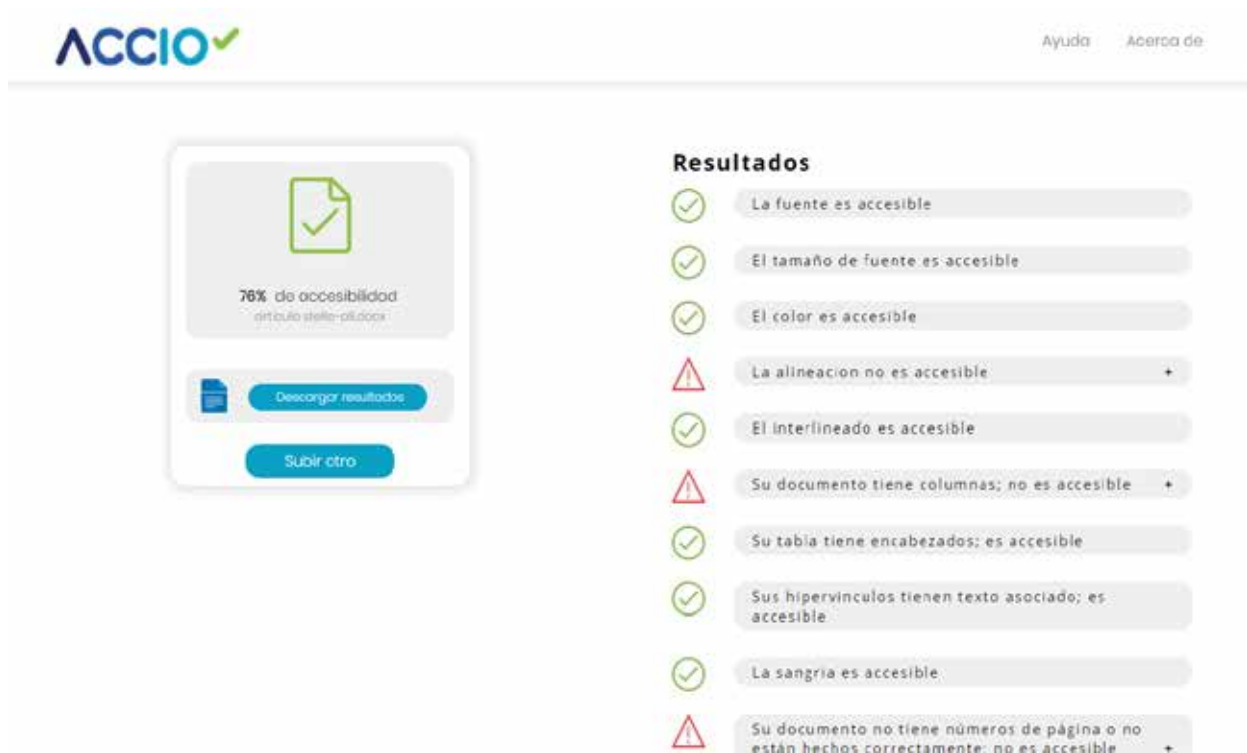 ACCIO
Ayuda Acerca de
76% de accesibilidad
Descargar resultados
Subir otro
Resultados
La fuente es accesible
El tamaño de fuente es accesible
El color es accesible
La alineacion no es accesible +
El interlineado es accesible
Su documento tiene columnas; no es accesible +
Su tabla tiene encabezados; es accesible
Sus hipervinculos tienen texto asociado; es
accesible
La sangria es accesible
Su documento no tiene números de página o no
están hechos correctamente; no es accesible +